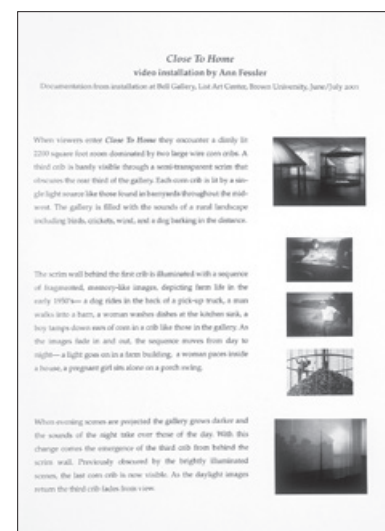 Close To Home
video installation by Ann Fessler
Documentation from installation at Bell Gallery, List Art Center, Brown University, June/July 2001
When viewers enter Close To Home they encounter a dimly lit
2200 square foot room dominated by two large wire corn cribs. A
third crib is barely visible through a semi-transparent scrim that
obscures the rear third of the gallery. Each corn crib is lit by a sin-
gle light source like those found in barnyards throughout the mid-
west. The gallery is filled with the sounds of a rural landscape
including birds, crickets, wind, and a dog barking in the distance.
The scrim wall behind the first crib is illuminated with a sequence
of fragmented, memory-like images, depicting farm life in the
early 1950's— a dog rides in the back of a pick-up truck, a man
walks into a barn, a woman washes dishes at the kitchen sink, a
boy tamps down ears of corn in a crib like those in the gallery. As
the images fade in and out, the sequence moves from day to
night— a light goes on in a farm building, a woman paces inside
a house, a pregnant girl sits alone on a porch swing.
When evening scenes are projected the gallery grows darker and
the sounds of the night take over those of the day. With this
change comes the emergence of the third crib from behind the
scrim wall. Previously obscured by the brightly illuminated
scenes, the last corn crib is now visible. As the daylight images
return the third crib fades from view.